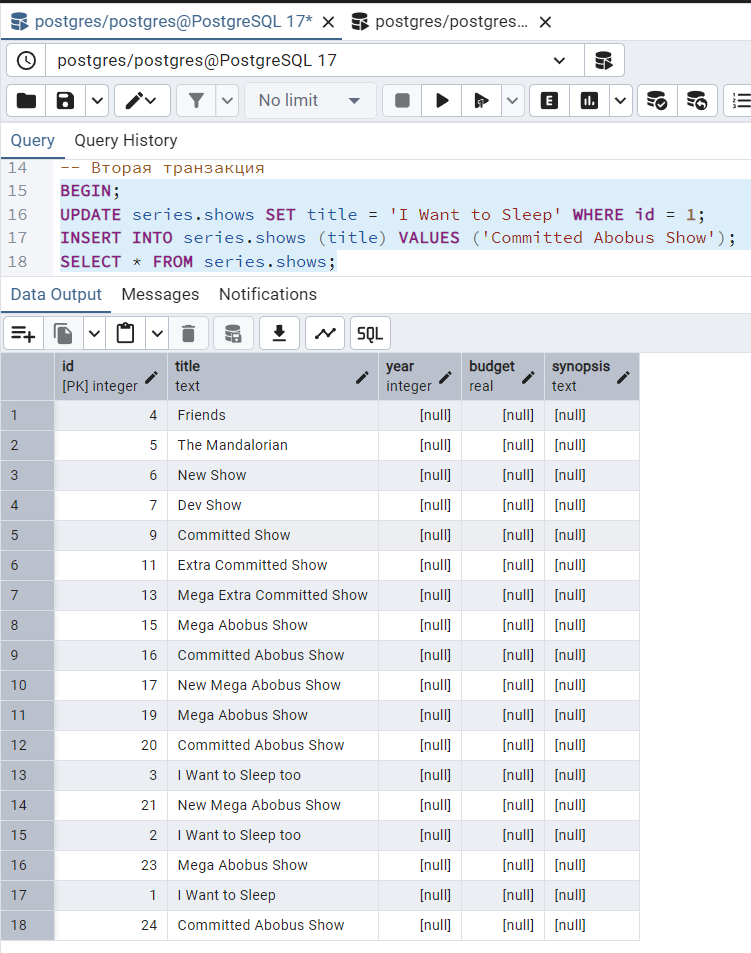 postgres/postgres@PostgreSQL 17* postgres/postgres...
postgres/postgres@PostgreSQL 17
No limit
E
Query Query History
14 -- Вторая транзакция
15 BEGIN;
16 UPDATE series.shows SET title = 'I Want to Sleep' WHERE id = 1;
17 INSERT INTO series.shows (title) VALUES ('Committed Abobus Show');
18 SELECT * FROM series.shows;
Data Output Messages Notifications
SQL
id title year budget synopsis
[PK] integer text integer real text
1 4 Friends [null] [null] [null]
2 5 The Mandalorian [null] [null] [null]
3 6 New Show [null] [null] [null]
4 7 Dev Show [null] [null] [null]
5 9 Committed Show [null] [null] [null]
6 11 Extra Committed Show [null] [null] [null]
7 13 Mega Extra Committed Show [null] [null] [null]
8 15 Mega Abobus Show [null] [null] [null]
9 16 Committed Abobus Show [null] [null] [null]
10 17 New Mega Abobus Show [null] [null] [null]
11 19 Mega Abobus Show [null] [null] [null]
12 20 Committed Abobus Show [null] [null] [null]
13 3 I Want to Sleep too [null] [null] [null]
14 21 New Mega Abobus Show [null] [null] [null]
15 2 I Want to Sleep too [null] [null] [null]
16 23 Mega Abobus Show [null] [null] [null]
17 1 I Want to Sleep [null] [null] [null]
18 24 Committed Abobus Show [null] [null] [null]